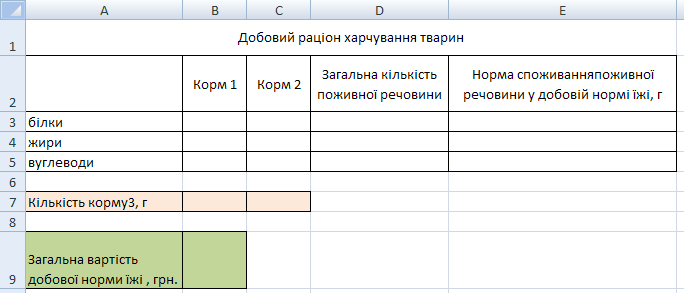 A B C D E
1 Добовий раціон харчування тварин
Загальна кількість Норма споживанняпоживної
2 Корм 1 Корм 2 поживної речовини речовини у добовій нормі їжі, г
3 білки
4 жири
5 вуглеводи
6
7 Кількість корму3, г
8
Загальна вартість
9 добової норми їжі , грн.